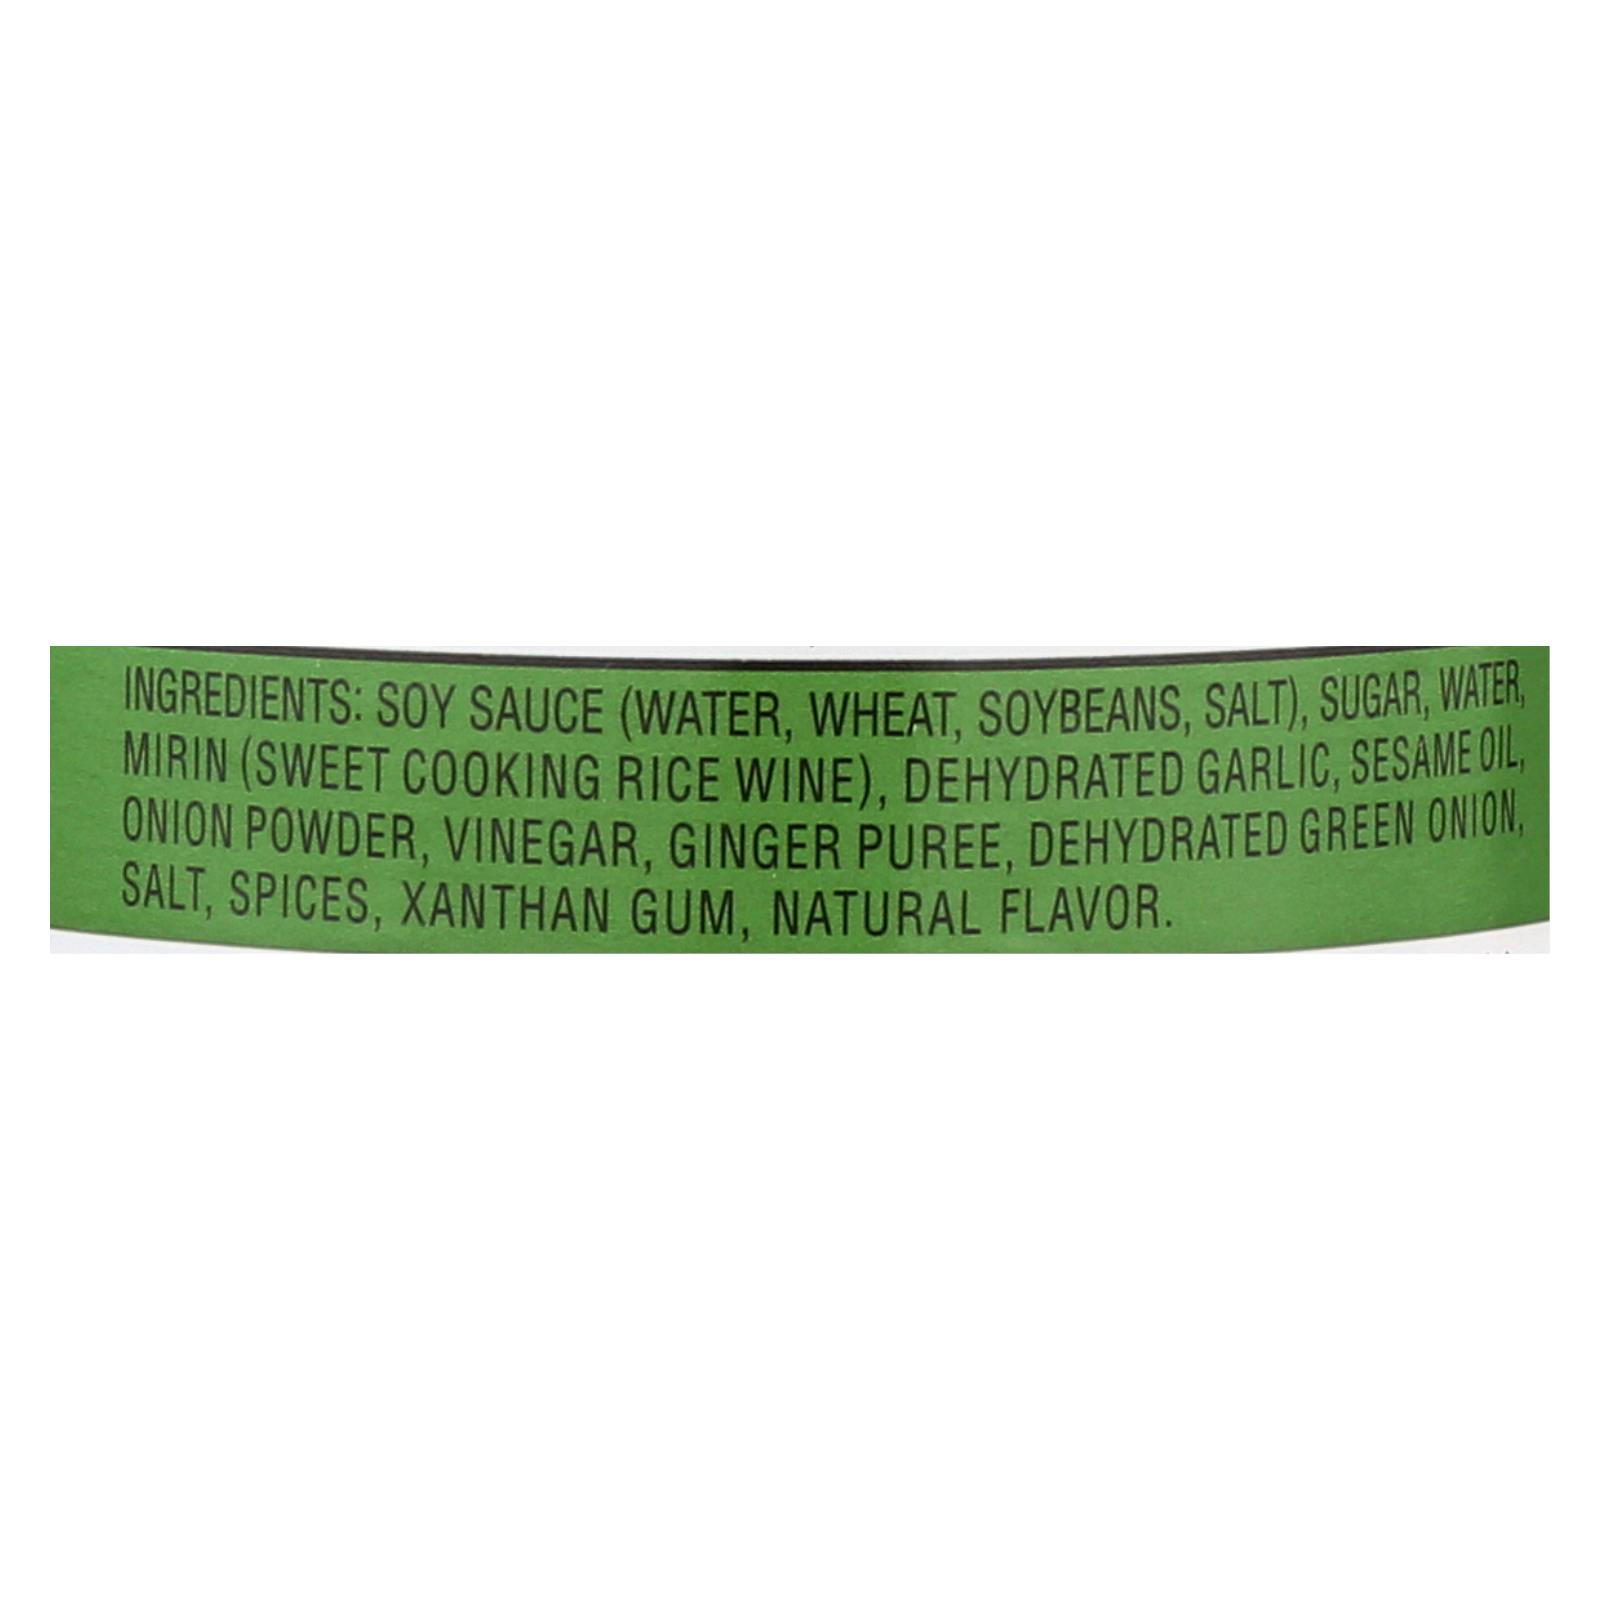 INGREDIENTS: SOY SAUCE (WATER, WHEAT, SOYBEANS, SALT), SUGAR, WATER,
MIRIN (SWEET COOKING RICE WINE), DEHYDRATED GARLIC, SESAME OIL,
ONION POWDER, VINEGAR, GINGER PUREE, DEHYDRATED GREEN ONION,
SALT, SPICES, XANTHAN GUM, NATURAL FLAVOR.